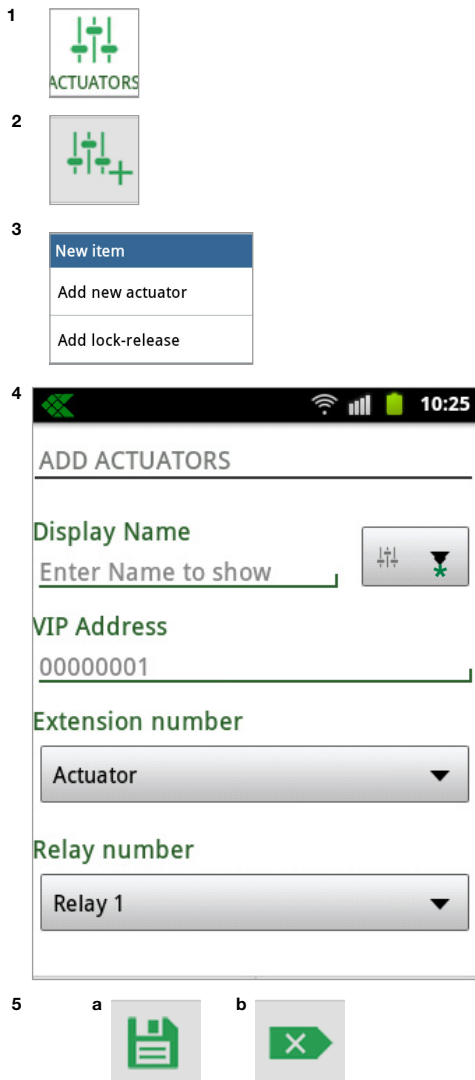 1
ACTUATORS
2
3
New item
Add new actuator
Add lock-release
4
10:25
ADD ACTUATORS
Display Name
Enter Name to show
*
VIP Address
00000001
Extension number
Actuator
Relay number
Relay 1
5 a b